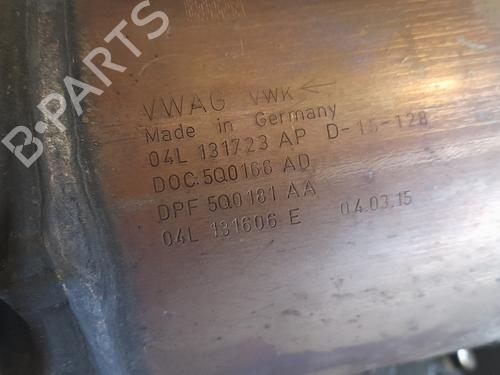 B-PARTS
VWAG VWK ←
Made in Germany
04L 131723 AP D-15-128
DOC:5Q0166 AD
DPF 5Q0181 AA
04L 131606 E 04.03.15